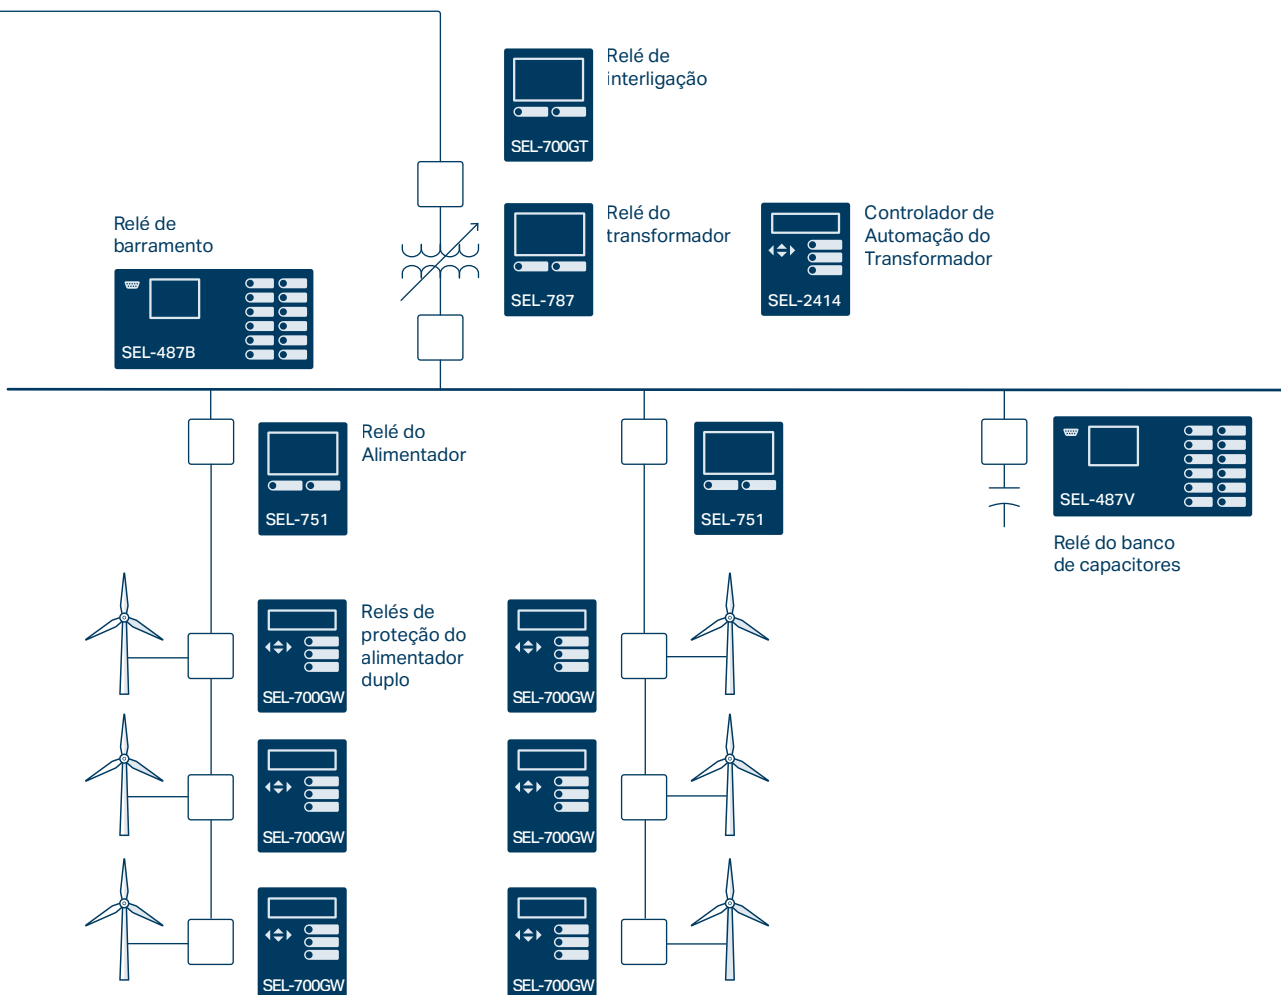 Relé de
interligação
SEL-700GT
Relé de
barramento
SEL-487B
Relé do
transformador
SEL-787
Controlador de
Automação do
Transformador
SEL-2414
Relé do
Alimentador
SEL-751
SEL-751
SEL-487V
Relé do banco
de capacitores
Relés de
proteção do
alimentador
duplo
SEL-700GW
SEL-700GW
SEL-700GW
SEL-700GW
SEL-700GW
SEL-700GW